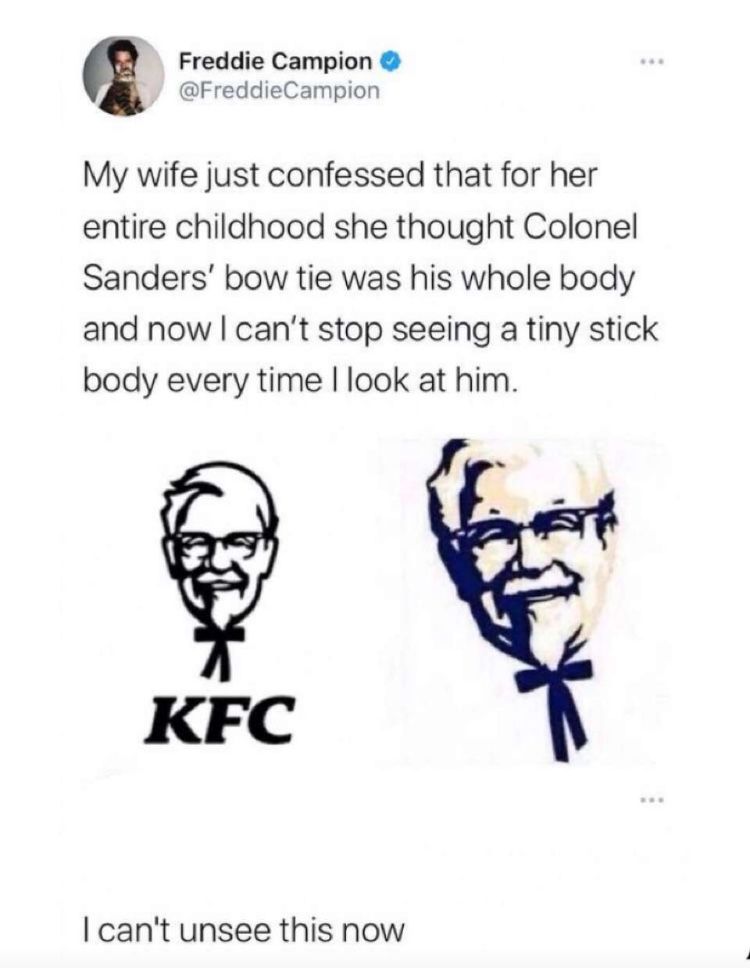 Freddie Campion
@FreddieCampion
My wife just confessed that for her
entire childhood she thought Colonel
Sanders' bow tie was his whole body
and now I can't stop seeing a tiny stick
body every time I look at him.
KFC
I can't unsee this now